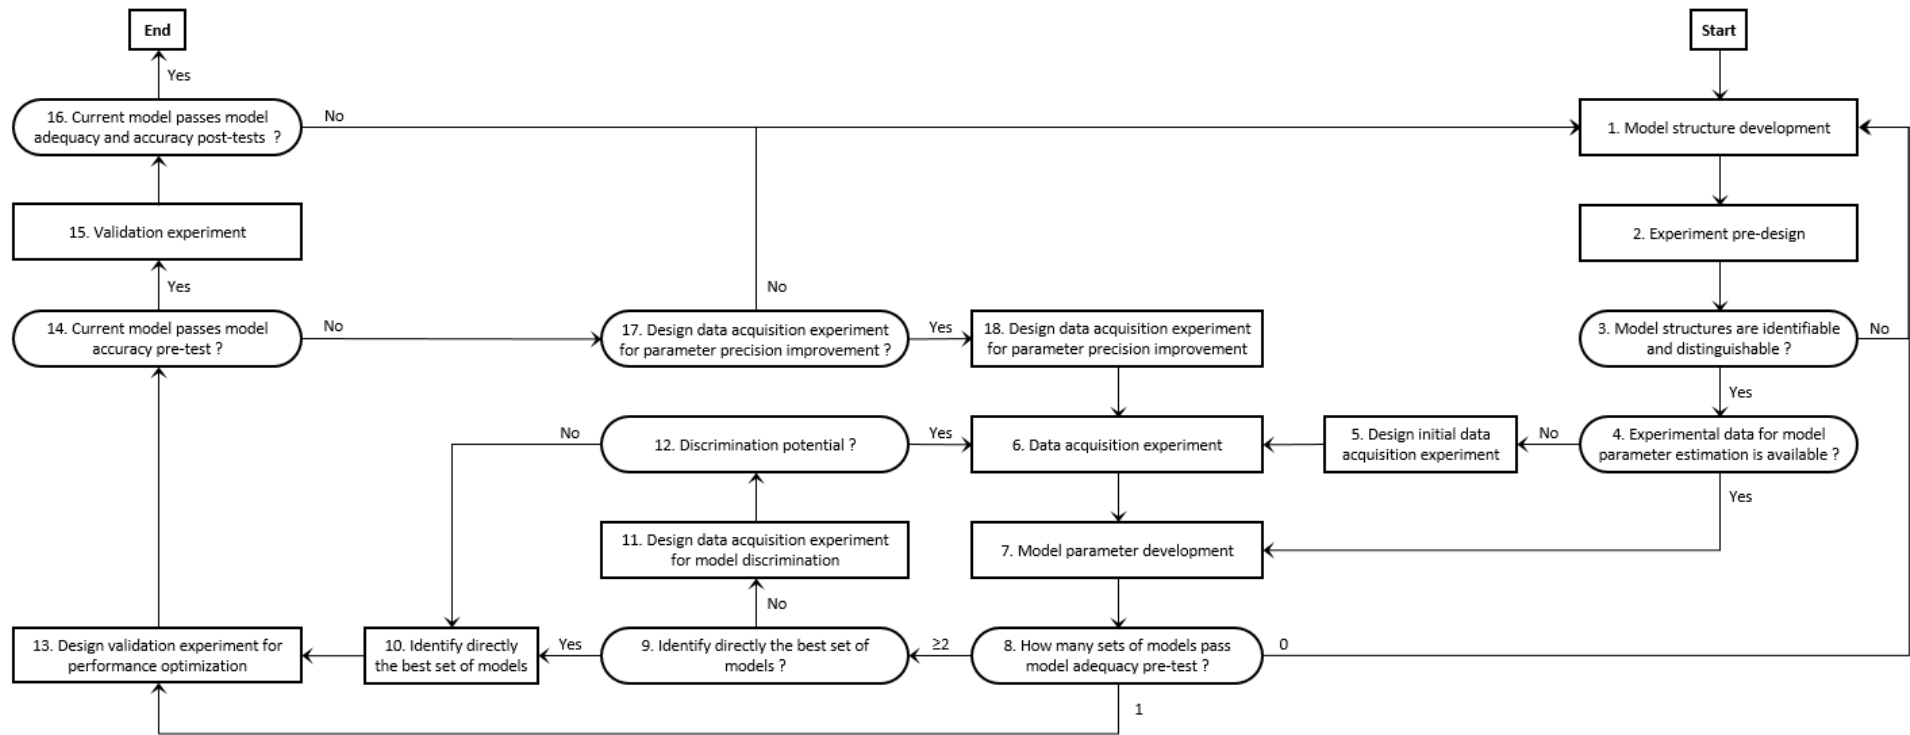 End
Start
Yes
16. Current model passes model
adequacy and accuracy post-tests ?
No
1. Model structure development
15. Validation experiment
2. Experiment pre-design
Yes
No
14. Current model passes model
accuracy pre-test ?
No
17. Design data acquisition experiment
for parameter precision improvement ?
Yes
18. Design data acquisition experiment
for parameter precision improvement
3. Model structures are identifiable
and distinguishable ?
No
Yes
No
12. Discrimination potential ?
Yes
6. Data acquisition experiment
5. Design initial data
acquisition experiment
No
4. Experimental data for model
parameter estimation is available ?
Yes
11. Design data acquisition experiment
for model discrimination
7. Model parameter development
No
13. Design validation experiment for
performance optimization
10. Identify directly
the best set of models
Yes
9. Identify directly the best set of
models ?
≥2
8. How many sets of models pass
model adequacy pre-test ?
0
1